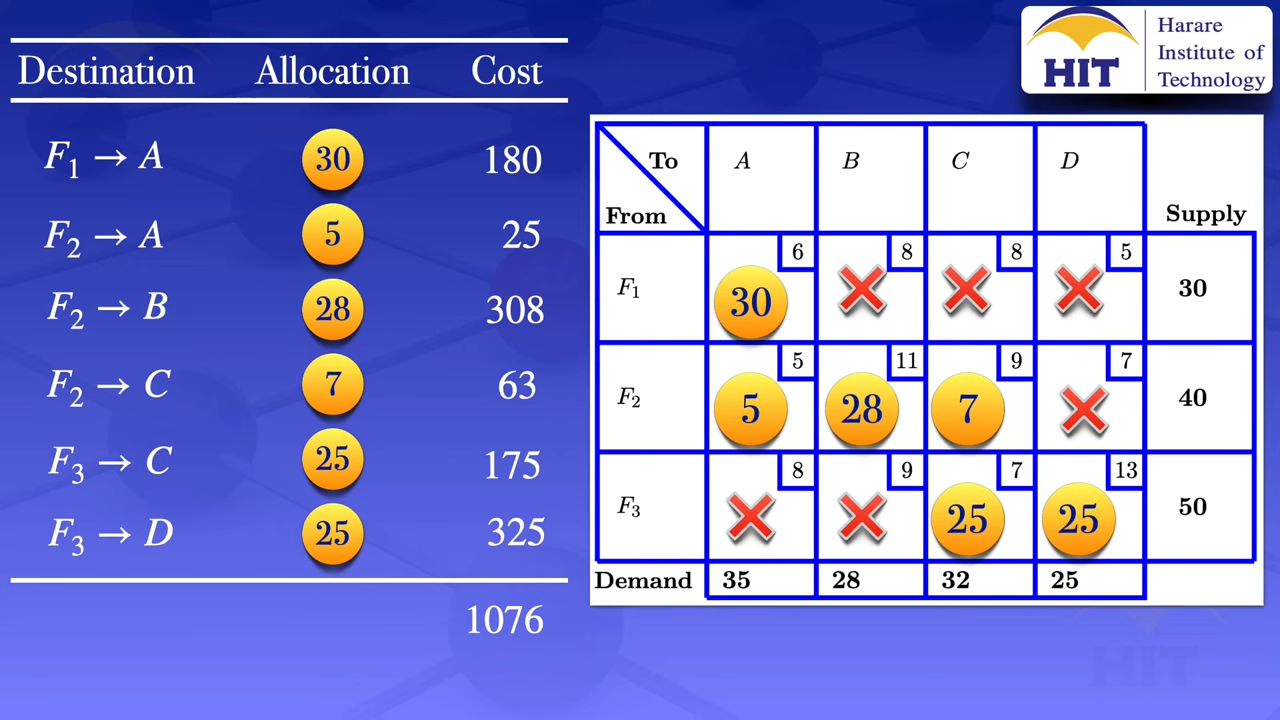 Destination Allocation Cost
F1 → A 30 180
F2 → A 5 25
F2 → B 28 308
F2 → C 7 63
F3 → C 25 175
F3 → D 25 325
1076
HIT
Harare
Institute of
Technology
To A B C D
From Supply
6 8 8 5
F1 30 30
5 11 9 7
F2 5 28 7 40
8 9 7 13
F3 25 25 50
Demand 35 28 32 25
HIT